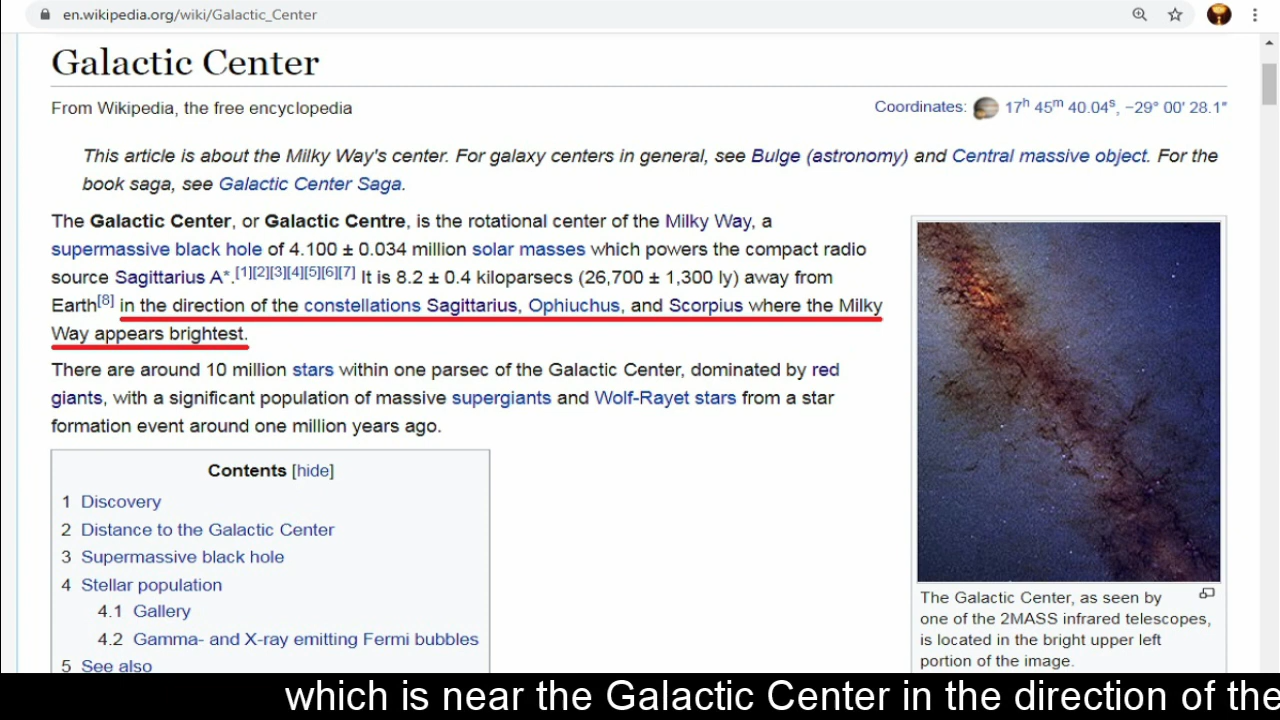 en.wikipedia.org/wiki/Galactic_Center
Galactic Center
From Wikipedia, the free encyclopedia
Coordinates: 17h 45m 40.04s, −29° 00′ 28.1″
This article is about the Milky Way's center. For galaxy centers in general, see Bulge (astronomy) and Central massive object. For the
book saga, see Galactic Center Saga.
The Galactic Center, or Galactic Centre, is the rotational center of the Milky Way, a
supermassive black hole of 4.100 ± 0.034 million solar masses which powers the compact radio
source Sagittarius A*.[1][2][3][4][5][6][7] It is 8.2 ± 0.4 kiloparsecs (26,700 ± 1,300 ly) away from
Earth[8] in the direction of the constellations Sagittarius, Ophiuchus, and Scorpius where the Milky
Way appears brightest.
There are around 10 million stars within one parsec of the Galactic Center, dominated by red
giants, with a significant population of massive supergiants and Wolf-Rayet stars from a star
formation event around one million years ago.
Contents [hide]
1 Discovery
2 Distance to the Galactic Center
3 Supermassive black hole
4 Stellar population
4.1 Gallery
4.2 Gamma- and X-ray emitting Fermi bubbles
5 See also
The Galactic Center, as seen by
one of the 2MASS infrared telescopes,
is located in the bright upper left
portion of the image.
which is near the Galactic Center in the direction of the